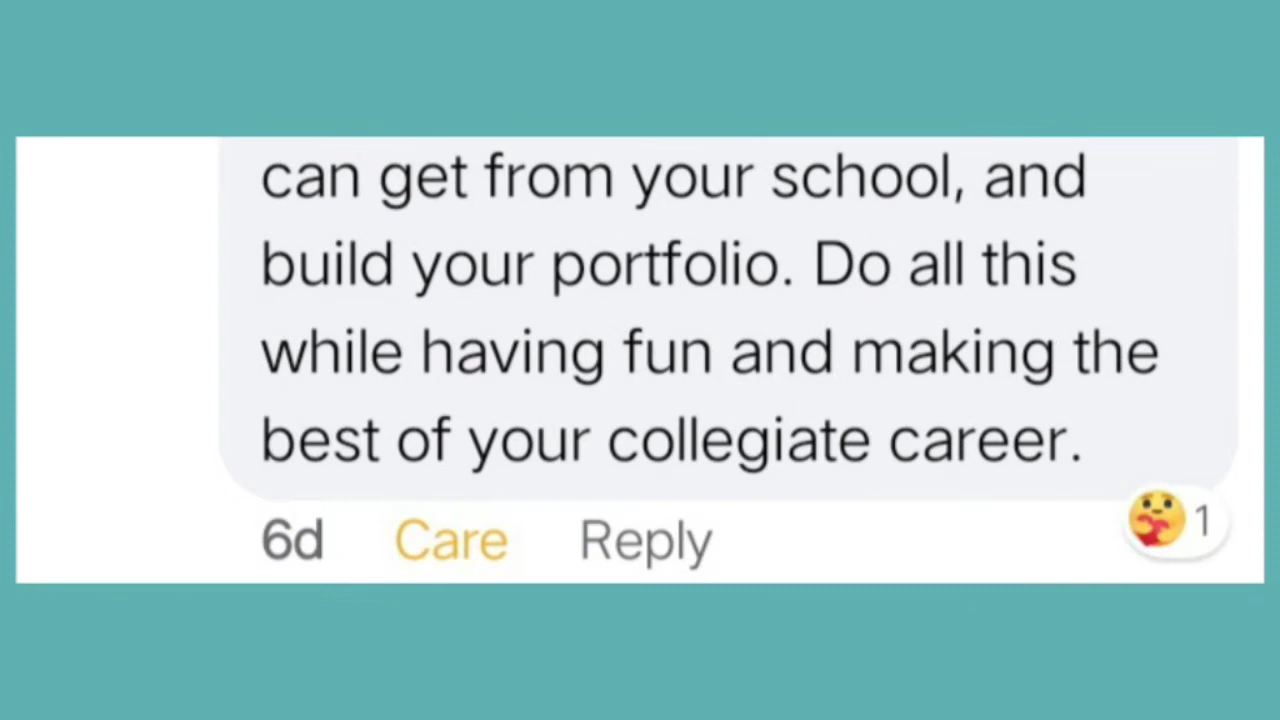 can get from your school, and
build your portfolio. Do all this
while having fun and making the
best of your collegiate career.
6d Care Reply 1